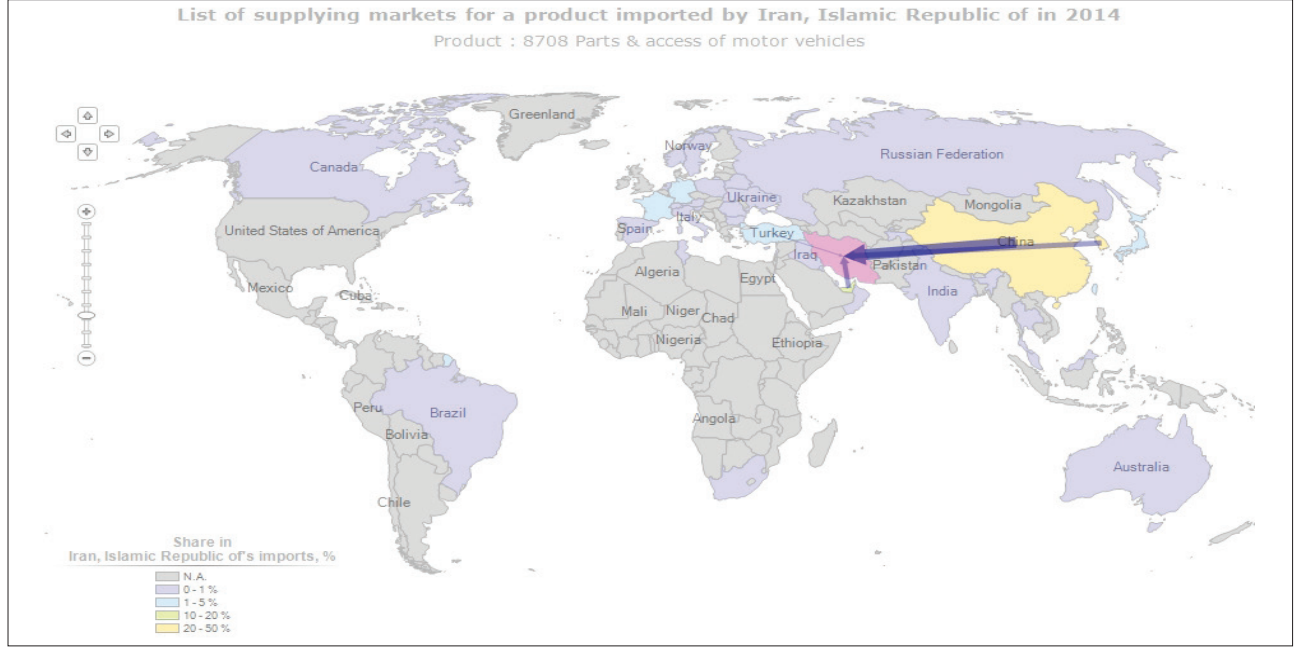 List of supplying markets for a product imported by Iran, Islamic Republic of in 2014
Product : 8708 Parts & access of motor vehicles
Greenland
Norway
Russian Federation
Canada
Ukraine
Kazakhstan
Mongolia
Italy
Spain
Turkey
United States of America
China
Iraq
Pakistan
Algeria
Egypt
Mexico
India
Cuba
Mali
Niger
Chad
Nigeria
Ethiopia
Peru
Brazil
Angola
Bolivia
Australia
Chile
Share in
Iran, Islamic Republic of's imports, %
N.A.
0 - 1 %
1 - 5 %
10 - 20 %
20 - 50 %